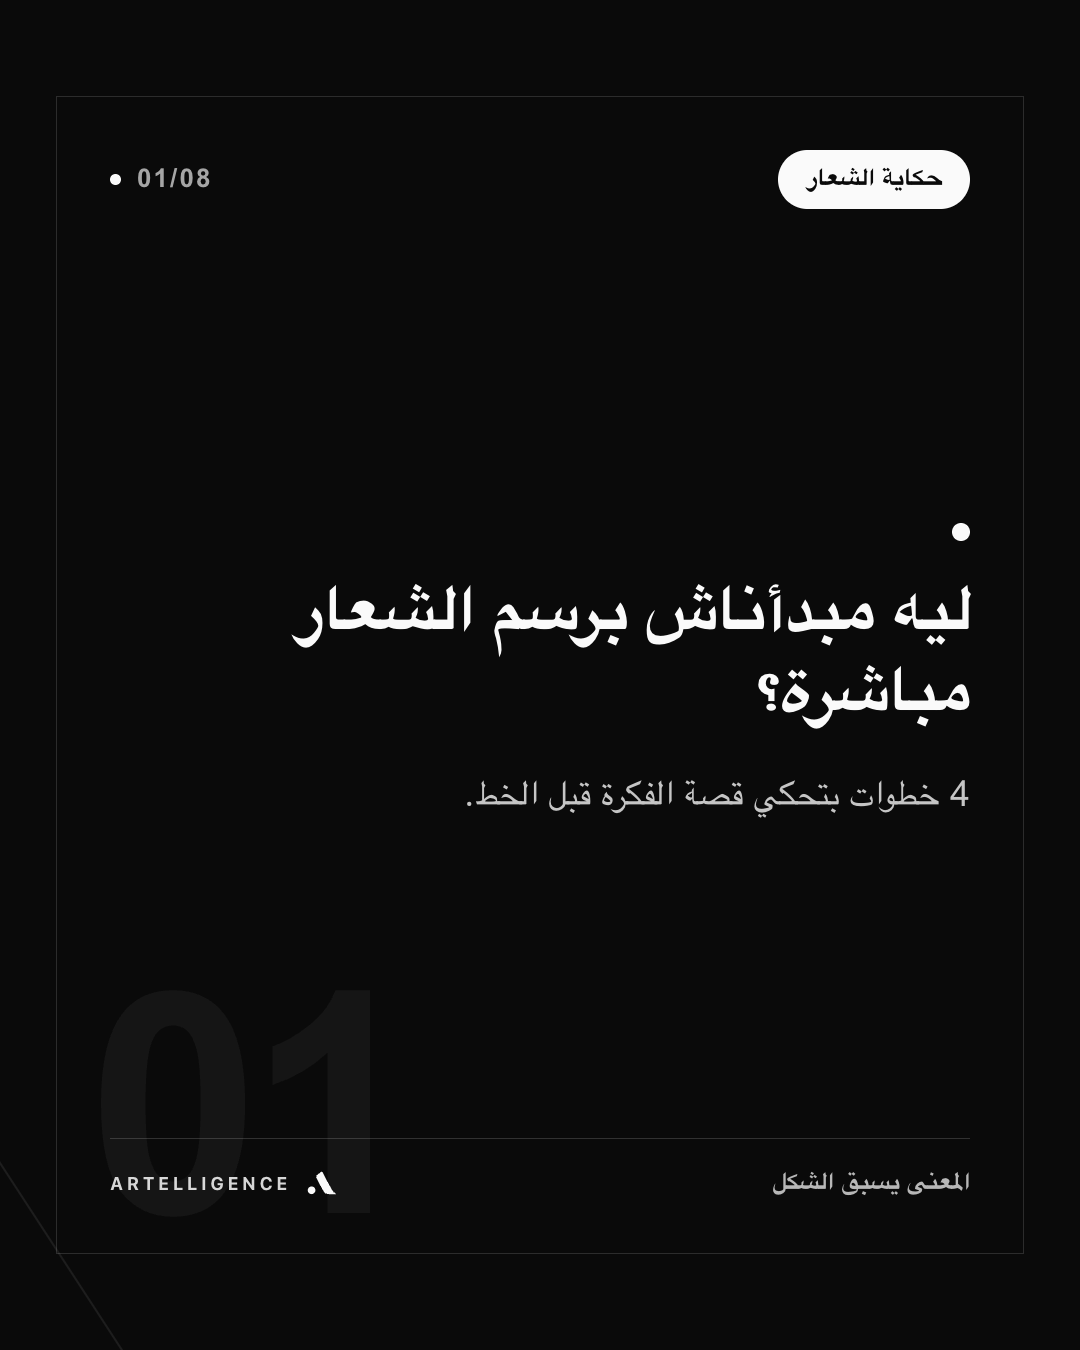 حكاية الشعار
01/08
ليه مبدأناش برسم الشعار
مباشرة؟
4 خطوات بتحكي قصة الفكرة قبل الخط.
01
المعنى يسبق الشكل
ARTELLIGENCE